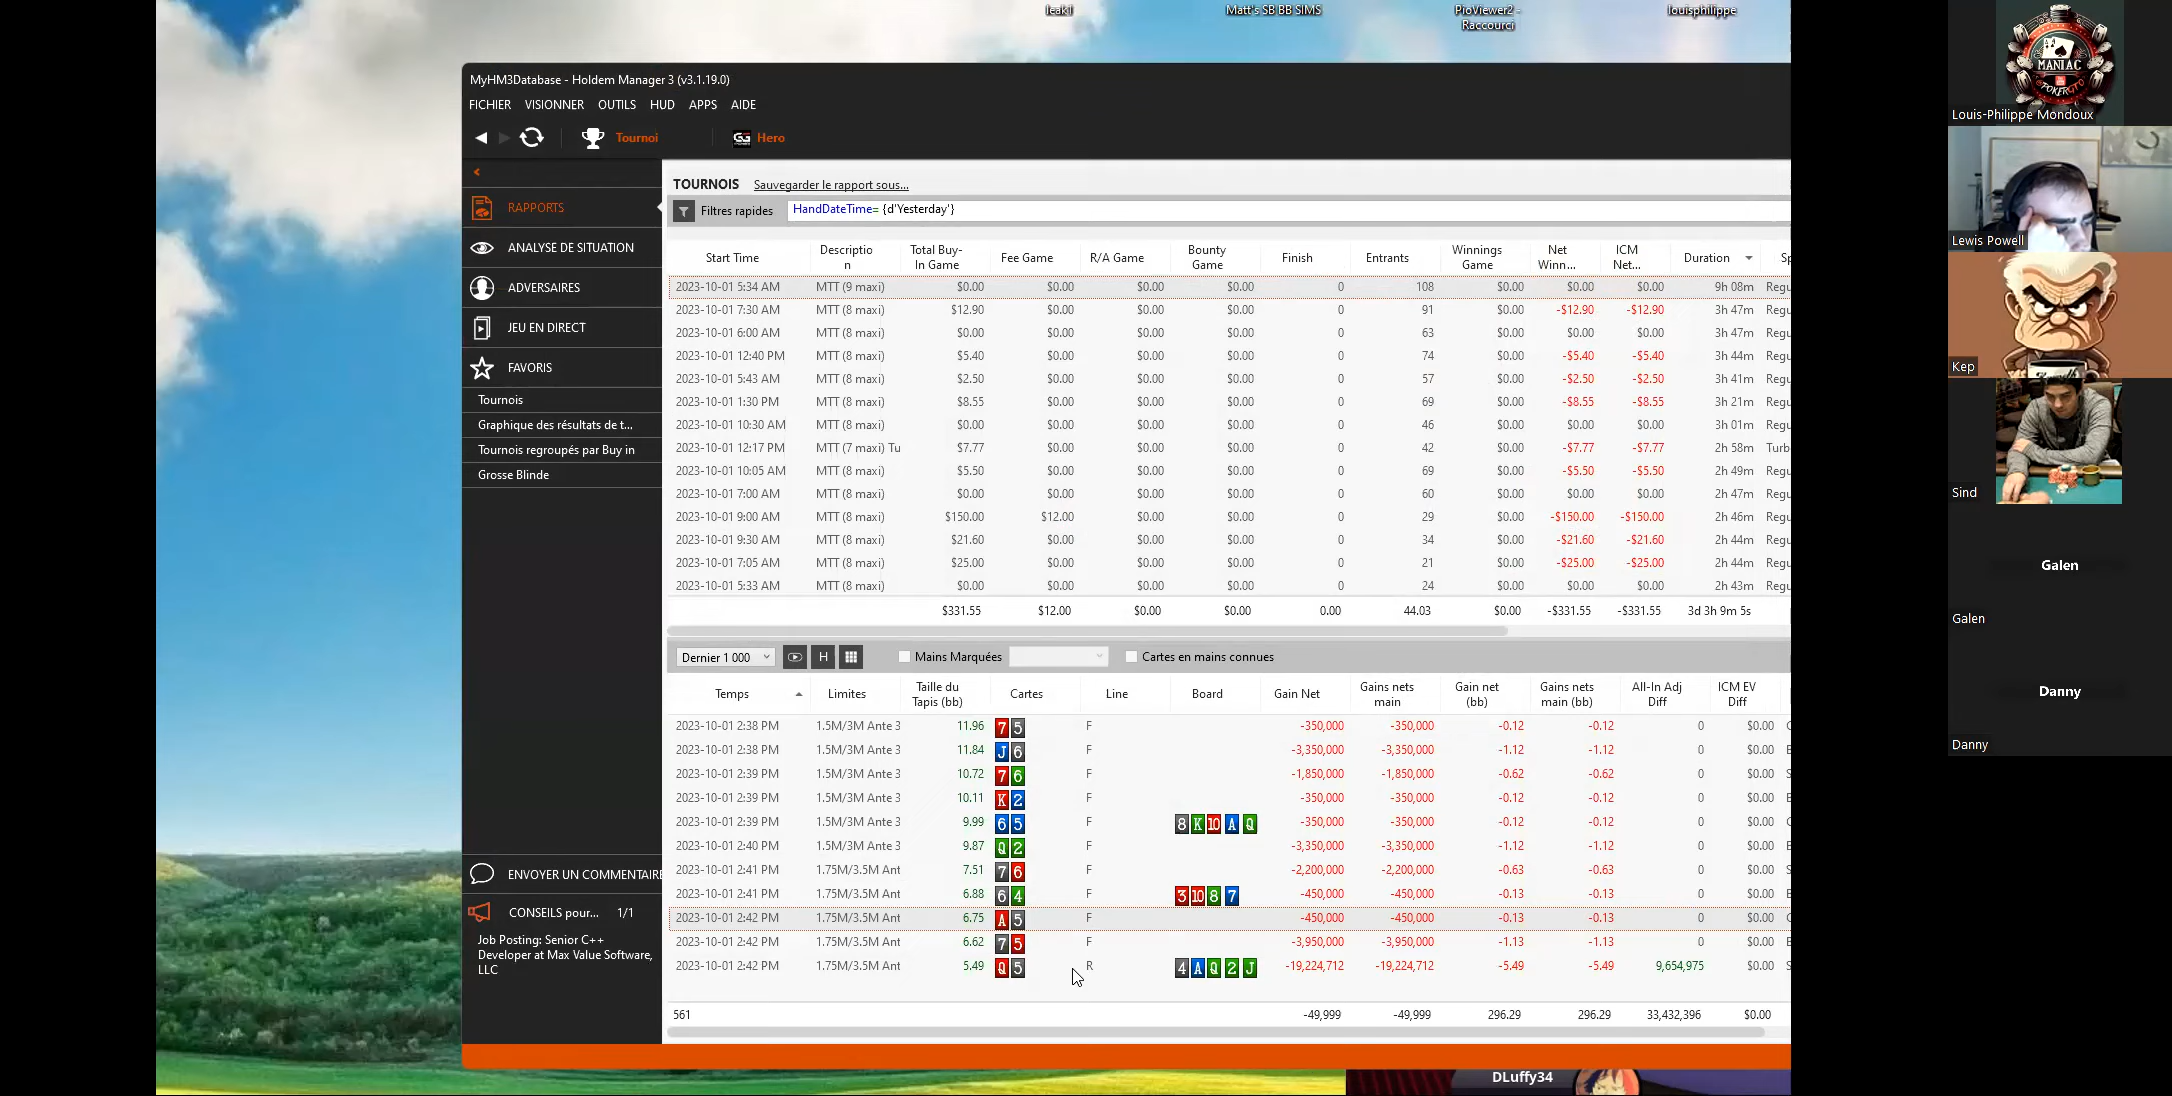 leak1
Matt's SB BB SIMS
PioViewer2 -
Raccourci
louisphilippe
MyHM3Database - Holdem Manager 3 (v3.1.19.0)
FICHIER VISIONNER OUTILS HUD APPS AIDE
Tournoi Hero
RAPPORTS
ANALYSE DE SITUATION
ADVERSAIRES
JEU EN DIRECT
FAVORIS
Tournois
Graphique des résultats de t...
Tournois regroupés par Buy in
Grosse Blinde
ENVOYER UN COMMENTAIRE
CONSEILS pour... 1/1
Job Posting: Senior C++
Developer at Max Value Software,
LLC
TOURNOIS Sauvegarder le rapport sous...
Filtres rapides HandDateTime= {d'Yesterday'}
Start Time Descriptio n Total Buy-In Game Fee Game R/A Game Bounty Game Finish Entrants Winnings Game Net Winn... ICM Net... Duration Sp
2023-10-01 5:34 AM MTT (9 maxi) $0.00 $0.00 $0.00 $0.00 0 108 $0.00 $0.00 $0.00 9h 08m Regu
2023-10-01 7:30 AM MTT (8 maxi) $12.90 $0.00 $0.00 $0.00 0 91 $0.00 -$12.90 -$12.90 3h 47m Regu
2023-10-01 6:00 AM MTT (8 maxi) $0.00 $0.00 $0.00 $0.00 0 63 $0.00 $0.00 $0.00 3h 47m Regu
2023-10-01 12:40 PM MTT (8 maxi) $5.40 $0.00 $0.00 $0.00 0 74 $0.00 -$5.40 -$5.40 3h 44m Regu
2023-10-01 5:43 AM MTT (8 maxi) $2.50 $0.00 $0.00 $0.00 0 57 $0.00 -$2.50 -$2.50 3h 41m Regu
2023-10-01 1:30 PM MTT (8 maxi) $8.55 $0.00 $0.00 $0.00 0 69 $0.00 -$8.55 -$8.55 3h 21m Regu
2023-10-01 10:30 AM MTT (8 maxi) $0.00 $0.00 $0.00 $0.00 0 46 $0.00 $0.00 $0.00 3h 01m Regu
2023-10-01 12:17 PM MTT (7 maxi) Tu $7.77 $0.00 $0.00 $0.00 0 42 $0.00 -$7.77 -$7.77 2h 58m Turb
2023-10-01 10:05 AM MTT (8 maxi) $5.50 $0.00 $0.00 $0.00 0 69 $0.00 -$5.50 -$5.50 2h 49m Regu
2023-10-01 7:00 AM MTT (8 maxi) $0.00 $0.00 $0.00 $0.00 0 60 $0.00 $0.00 $0.00 2h 47m Regu
2023-10-01 9:00 AM MTT (8 maxi) $150.00 $12.00 $0.00 $0.00 0 29 $0.00 -$150.00 -$150.00 2h 46m Regu
2023-10-01 9:30 AM MTT (8 maxi) $21.60 $0.00 $0.00 $0.00 0 34 $0.00 -$21.60 -$21.60 2h 44m Regu
2023-10-01 7:05 AM MTT (8 maxi) $25.00 $0.00 $0.00 $0.00 0 21 $0.00 -$25.00 -$25.00 2h 44m Regu
2023-10-01 5:33 AM MTT (8 maxi) $0.00 $0.00 $0.00 $0.00 0 24 $0.00 $0.00 $0.00 2h 43m Regu
$331.55 $12.00 $0.00 $0.00 0.00 44.03 $0.00 -$331.55 -$331.55 3d 3h 9m 5s
Dernier 1 000 H Mains Marquées Cartes en mains connues
Temps Limites Taille du Tapis (bb) Cartes Line Board Gain Net Gains nets main Gain net (bb) Gains nets main (bb) All-In Adj Diff ICM EV Diff
2023-10-01 2:38 PM 1.5M/3M Ante 3 11.96 7 5 F -350,000 -350,000 -0.12 -0.12 0 $0.00
2023-10-01 2:38 PM 1.5M/3M Ante 3 11.84 J 6 F -3,350,000 -3,350,000 -1.12 -1.12 0 $0.00
2023-10-01 2:39 PM 1.5M/3M Ante 3 10.72 7 6 F -1,850,000 -1,850,000 -0.62 -0.62 0 $0.00
2023-10-01 2:39 PM 1.5M/3M Ante 3 10.11 K 2 F -350,000 -350,000 -0.12 -0.12 0 $0.00
2023-10-01 2:39 PM 1.5M/3M Ante 3 9.99 6 5 F 8 K 10 A Q -350,000 -350,000 -0.12 -0.12 0 $0.00
2023-10-01 2:40 PM 1.5M/3M Ante 3 9.87 Q 2 F -3,350,000 -3,350,000 -1.12 -1.12 0 $0.00
2023-10-01 2:41 PM 1.75M/3.5M Ant 7.51 7 6 F -2,200,000 -2,200,000 -0.63 -0.63 0 $0.00
2023-10-01 2:41 PM 1.75M/3.5M Ant 6.88 6 4 F 3 10 8 7 -450,000 -450,000 -0.13 -0.13 0 $0.00
2023-10-01 2:42 PM 1.75M/3.5M Ant 6.75 A 5 F -450,000 -450,000 -0.13 -0.13 0 $0.00
2023-10-01 2:42 PM 1.75M/3.5M Ant 6.62 7 5 F -3,950,000 -3,950,000 -1.13 -1.13 0 $0.00
2023-10-01 2:42 PM 1.75M/3.5M Ant 5.49 Q 5 R 4 A Q 2 J -19,224,712 -19,224,712 -5.49 -5.49 9,654,975 $0.00
561 -49,999 -49,999 296.29 296.29 33,432,396 $0.00
DLuffy34
MANIAC
POKERGTO
Louis-Philippe Mondoux
Lewis Powell
Kep
Sind
Galen
Galen
Danny
Danny